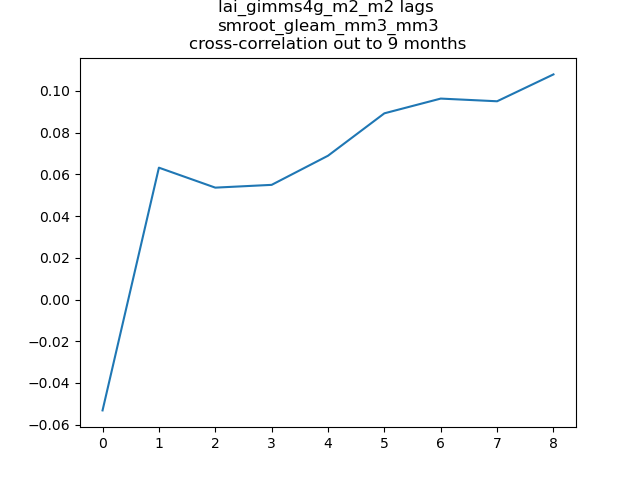 lai_gimms4g_m2_m2 lags
smroot_gleam_mm3_mm3
cross-correlation out to 9 months
0.10
0.08
0.06
0.04
0.02
0.00
−0.02
−0.04
−0.06
0 1 2 3 4 5 6 7 8